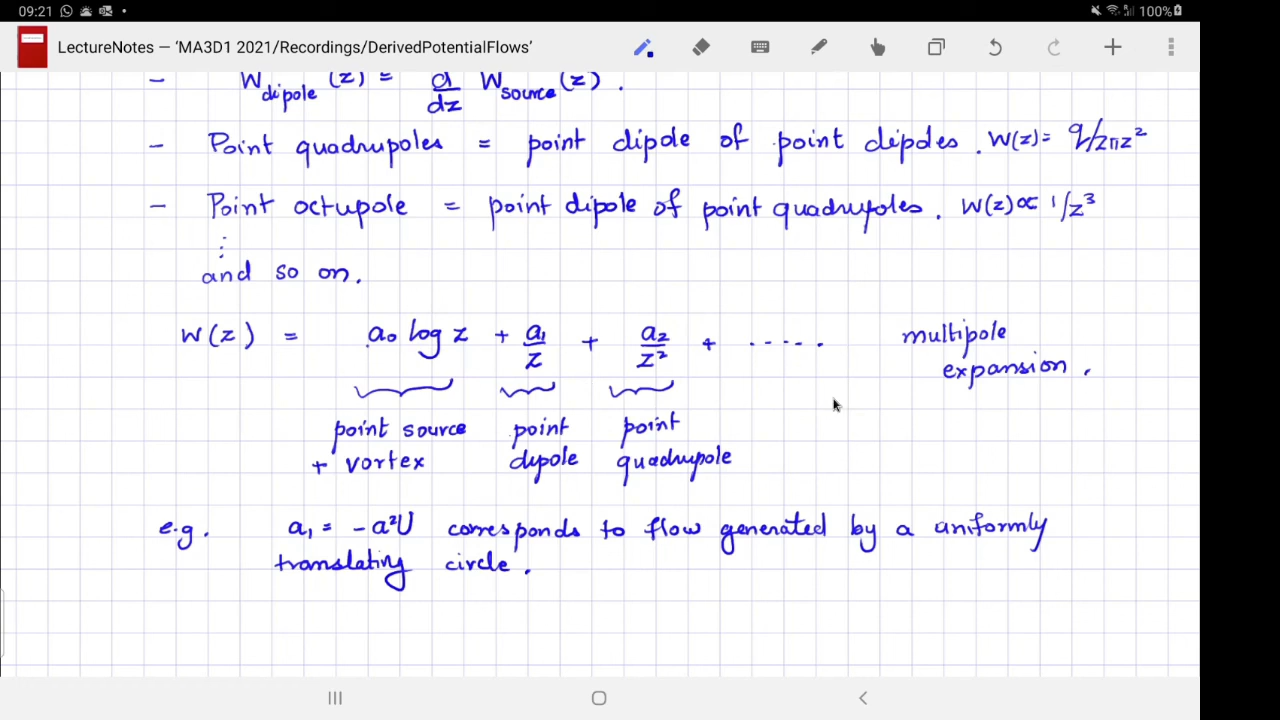 09:21
100%
LectureNotes — ‘MA3D1 2021/Recordings/DerivedPotentialFlows’
- W dipole (z) = d/dz W source (z).
- Point quadrupoles = point dipole of point dipoles. W(z) = q/2πz²
- Point octupole = point dipole of point quadrupoles. W(z) ∝ 1/z³
⋮
and so on.
W(z) = a₀ log z + a₁/z + a₂/z² + ..... multipole
expansion.
point source point point
+ vortex dipole quadrupole
e.g. a₁ = -a²U corresponds to flow generated by a uniformly
translating circle.